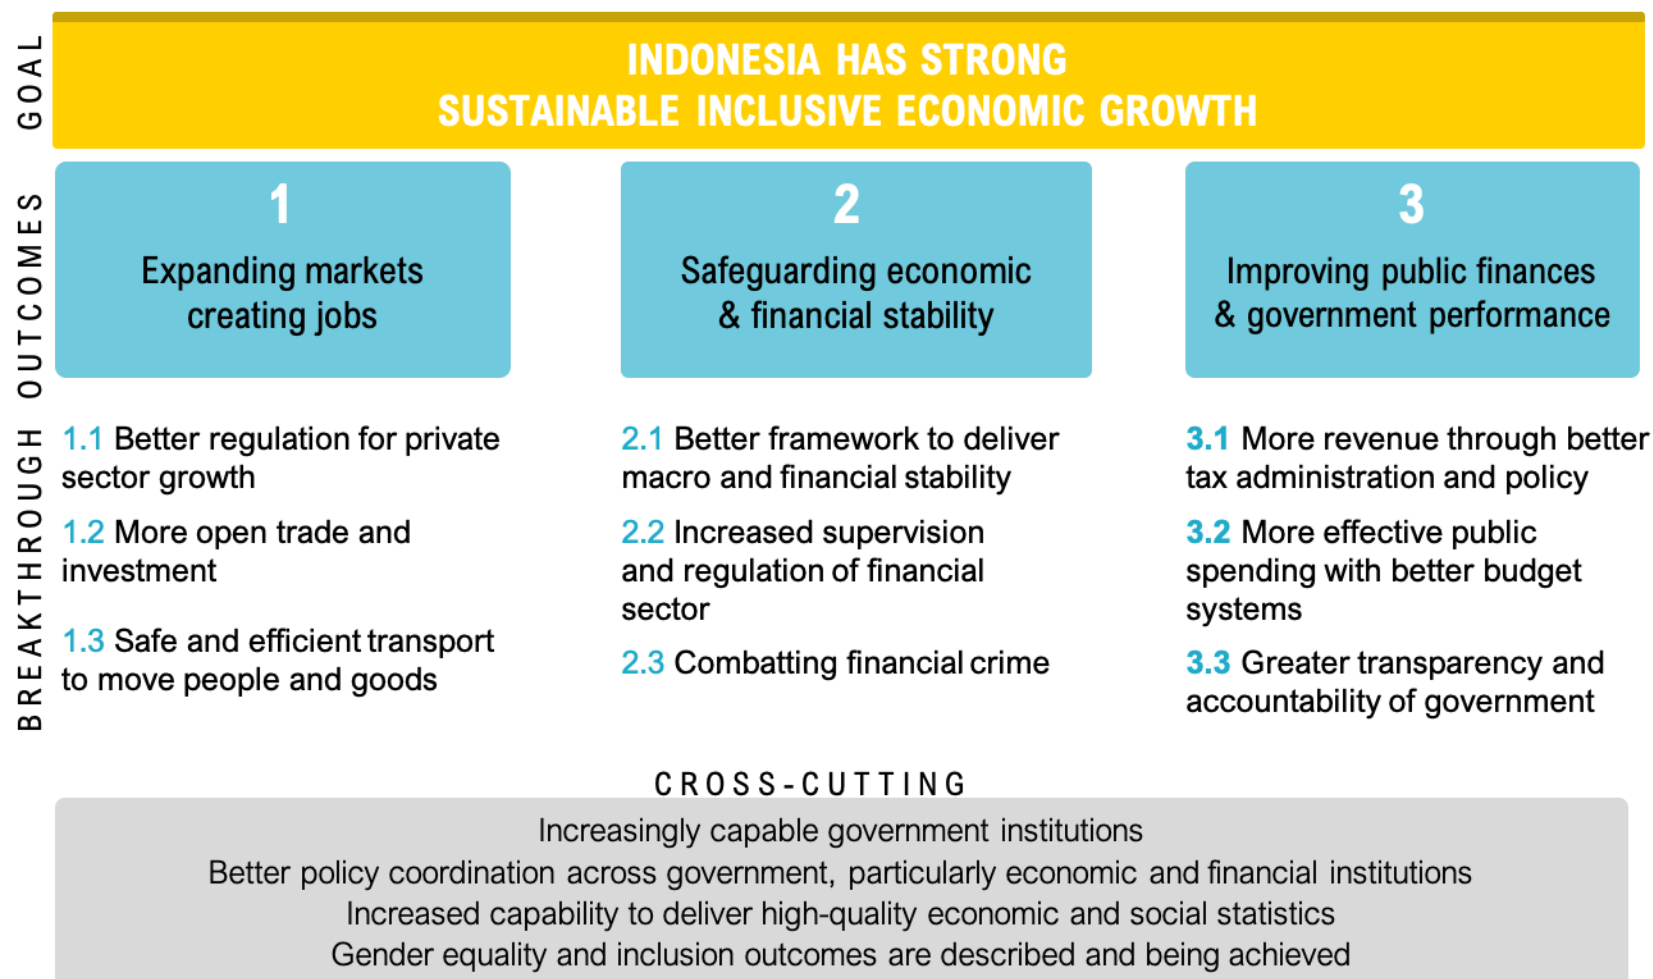 GOAL
INDONESIA HAS STRONG
SUSTAINABLE INCLUSIVE ECONOMIC GROWTH
BREAKTHROUGH OUTCOMES
1
Expanding markets
creating jobs
1.1 Better regulation for private
sector growth
1.2 More open trade and
investment
1.3 Safe and efficient transport
to move people and goods
2
Safeguarding economic
& financial stability
2.1 Better framework to deliver
macro and financial stability
2.2 Increased supervision
and regulation of financial
sector
2.3 Combatting financial crime
3
Improving public finances
& government performance
3.1 More revenue through better
tax administration and policy
3.2 More effective public
spending with better budget
systems
3.3 Greater transparency and
accountability of government
CROSS-CUTTING
Increasingly capable government institutions
Better policy coordination across government, particularly economic and financial institutions
Increased capability to deliver high-quality economic and social statistics
Gender equality and inclusion outcomes are described and being achieved